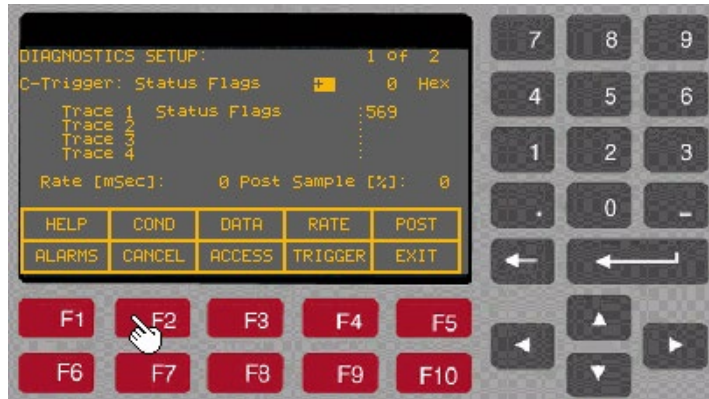 DIAGNOSTICS SETUP: 1 of 2
C-Trigger: Status Flags + 0 Hex
Trace 1 Status Flags :569
Trace 2 :
Trace 3 :
Trace 4 :
Rate [mSec]: 0 Post Sample [%]: 0
HELP COND DATA RATE POST
ALARMS CANCEL ACCESS TRIGGER EXIT
F1 F2 F3 F4 F5
F6 F7 F8 F9 F10
7 8 9
4 5 6
1 2 3
. 0 -